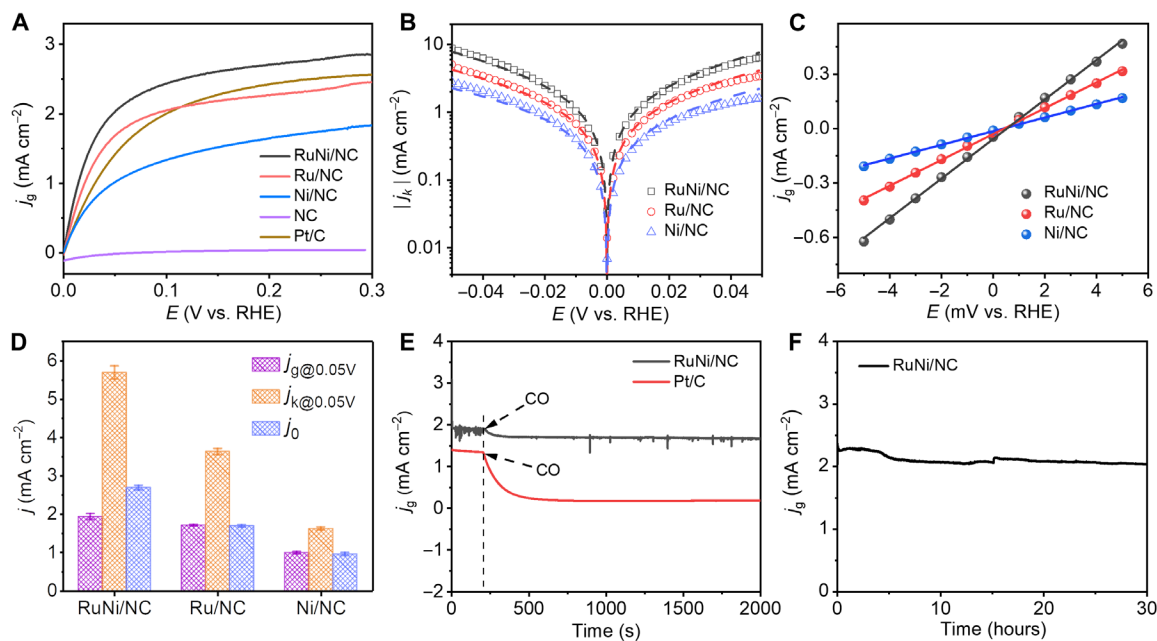 A
3
2
1
0
j_g (mA cm⁻²)
RuNi/NC
Ru/NC
Ni/NC
NC
Pt/C
0.0 0.1 0.2 0.3
E (V vs. RHE)
B
10
1
0.1
0.01
|j_k| (mA cm⁻²)
RuNi/NC
Ru/NC
Ni/NC
−0.04 −0.02 0.00 0.02 0.04
E (V vs. RHE)
C
0.3
0.0
−0.3
−0.6
j_g (mA cm⁻²)
RuNi/NC
Ru/NC
Ni/NC
−6 −4 −2 0 2 4 6
E (mV vs. RHE)
D
6
5
4
3
2
1
0
j (mA cm⁻²)
j_g@0.05V
j_k@0.05V
j_0
RuNi/NC Ru/NC Ni/NC
E
4
3
2
1
0
−1
−2
j_g (mA cm⁻²)
RuNi/NC
Pt/C
CO
CO
0 500 1000 1500 2000
Time (s)
F
4
2
0
j_g (mA cm⁻²)
RuNi/NC
0 10 20 30
Time (hours)